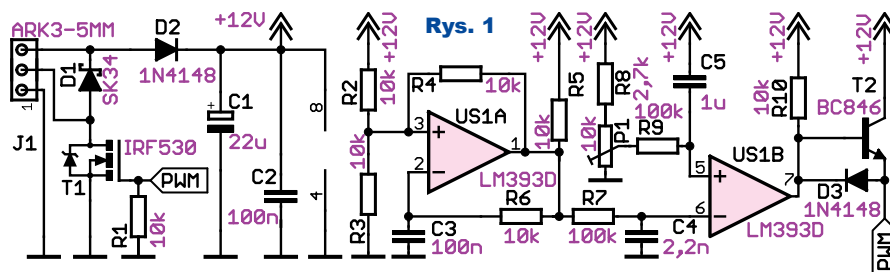 ARK3-5MM
D2
+12V
Rys. 1
+12V
+12V
+12V
+12V
+12V
1N4148
D1
SK34
R2
10k
R4
10k
R5
10k
R8
2,7k
C5
1u
R10
10k
T2
BC846
1
J1
C1
+
22u
8
US1A
3
1
2
LM393D
P1
10k
100k
R9
IRF530
T1
PWM
C2
100n
4
10k
R3
R1
10k
C3
100n
R6
10k
R7
100k
C4
2,2n
US1B
5
7
6
LM393D
D3
1N4148
PWM